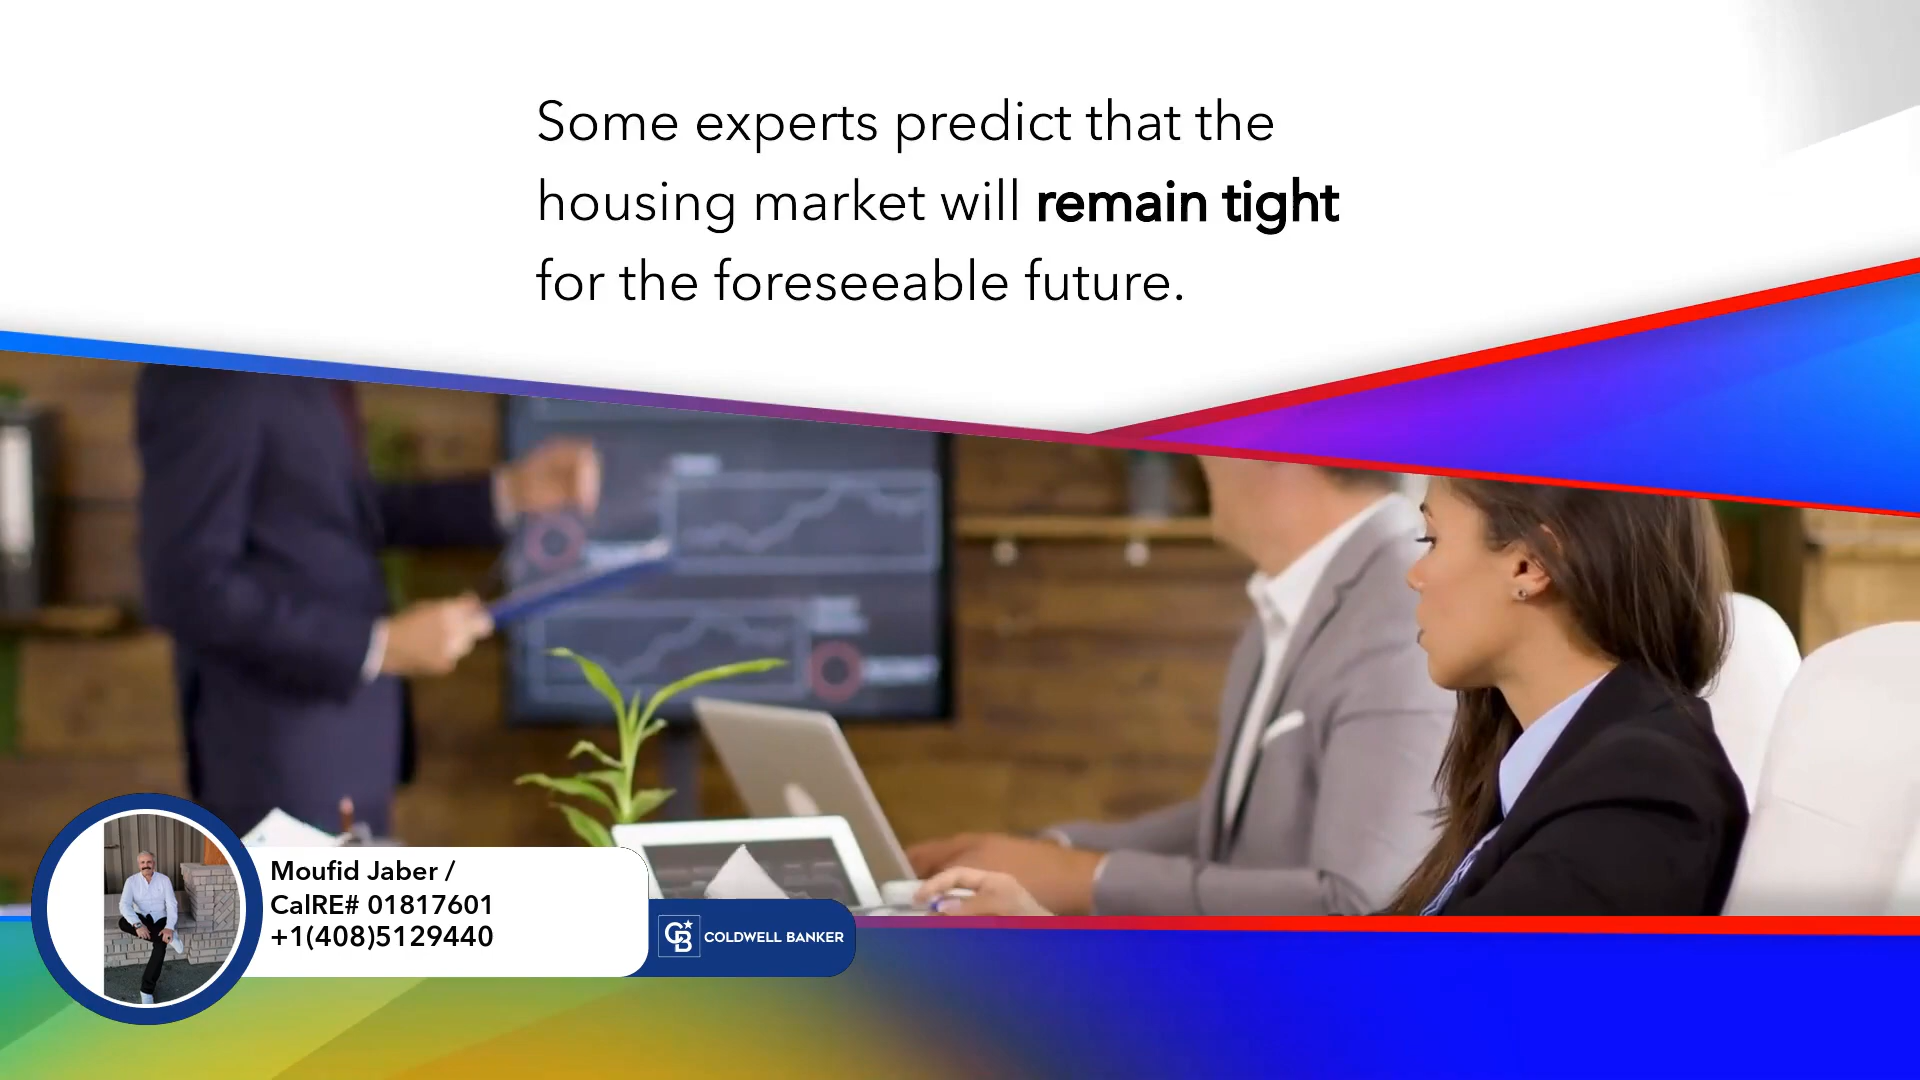 Some experts predict that the
housing market will remain tight
for the foreseeable future.
Moufid Jaber /
CalRE# 01817601
+1(408)5129440
CB COLDWELL BANKER